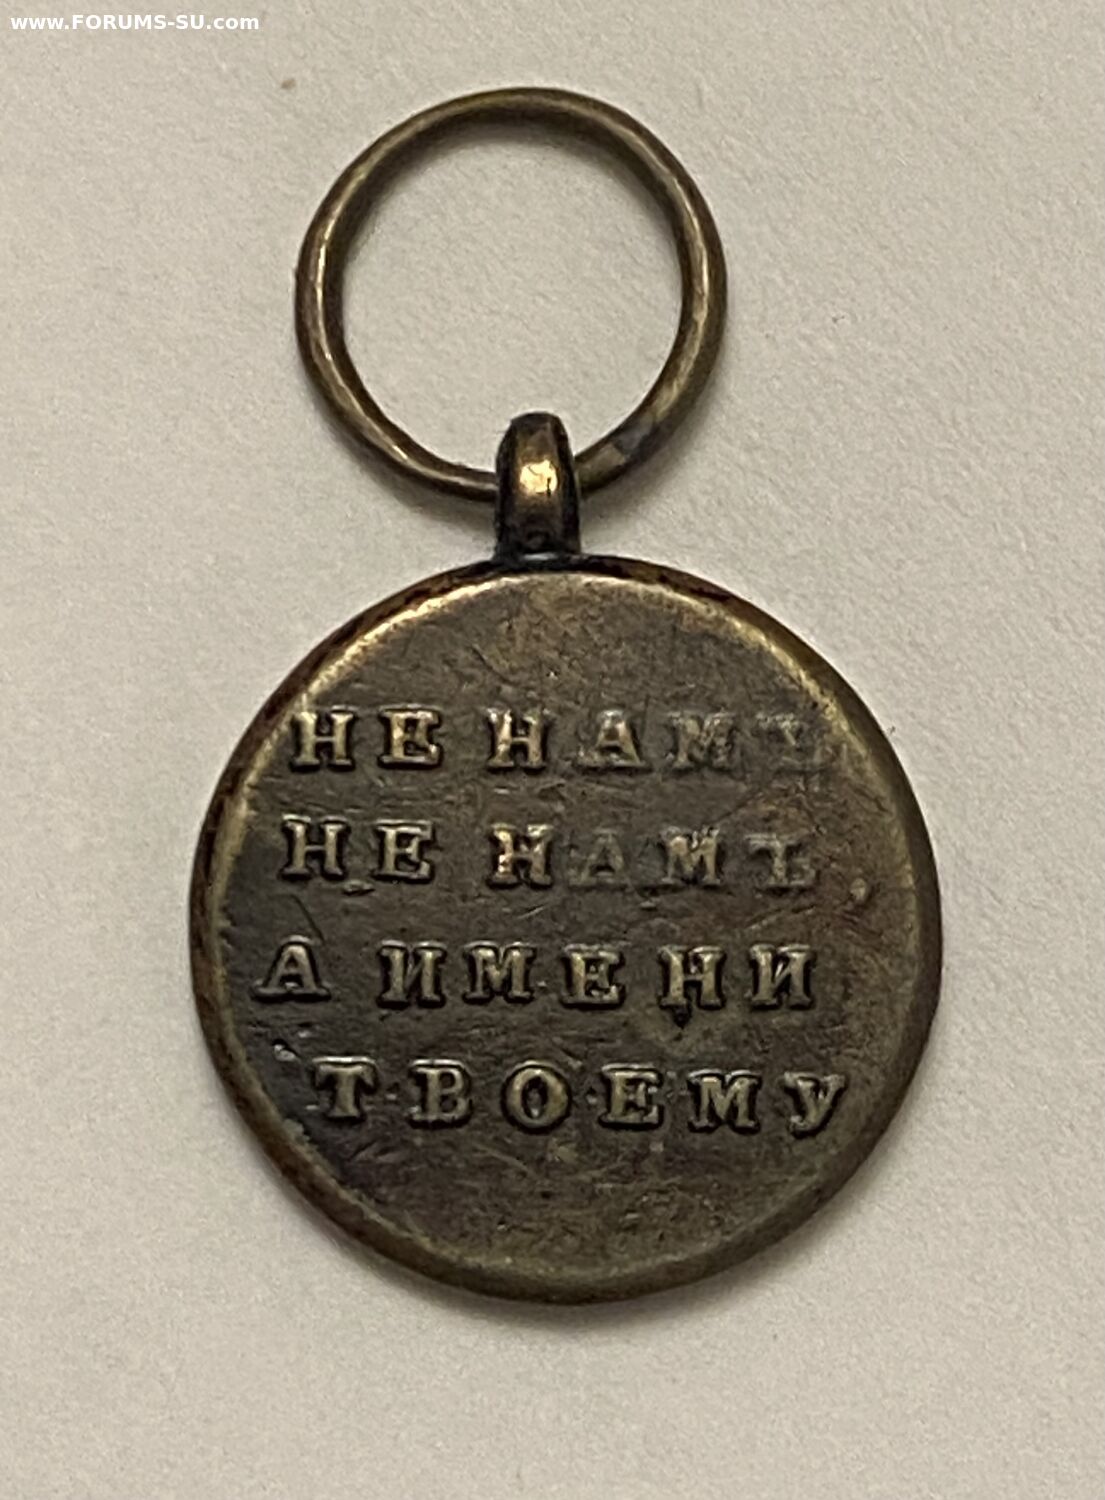 www.FORUMS-SU.com
НЕ НАМЪ
НЕ НАМЪ,
А ИМЕНИ
ТВОЕМУ